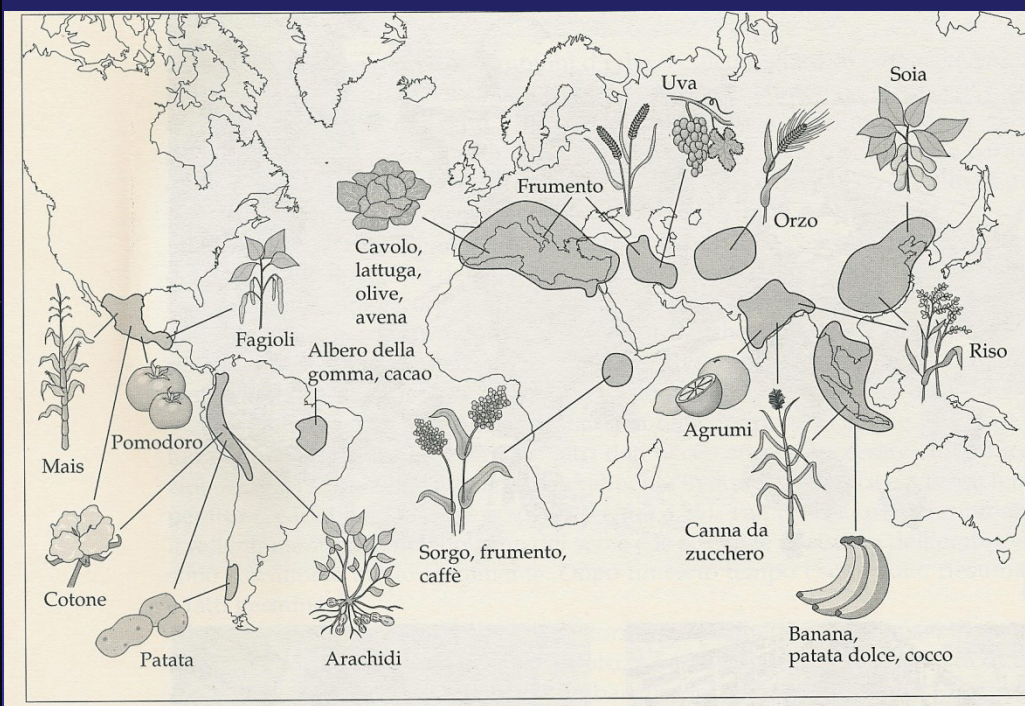 Uva
Soia
Frumento
Orzo
Cavolo,
lattuga,
olive,
avena
Fagioli
Albero della
gomma, cacao
Riso
Pomodoro
Agrumi
Mais
Sorgo, frumento,
caffè
Canna da
zucchero
Cotone
Patata
Arachidi
Banana,
patata dolce, cocco